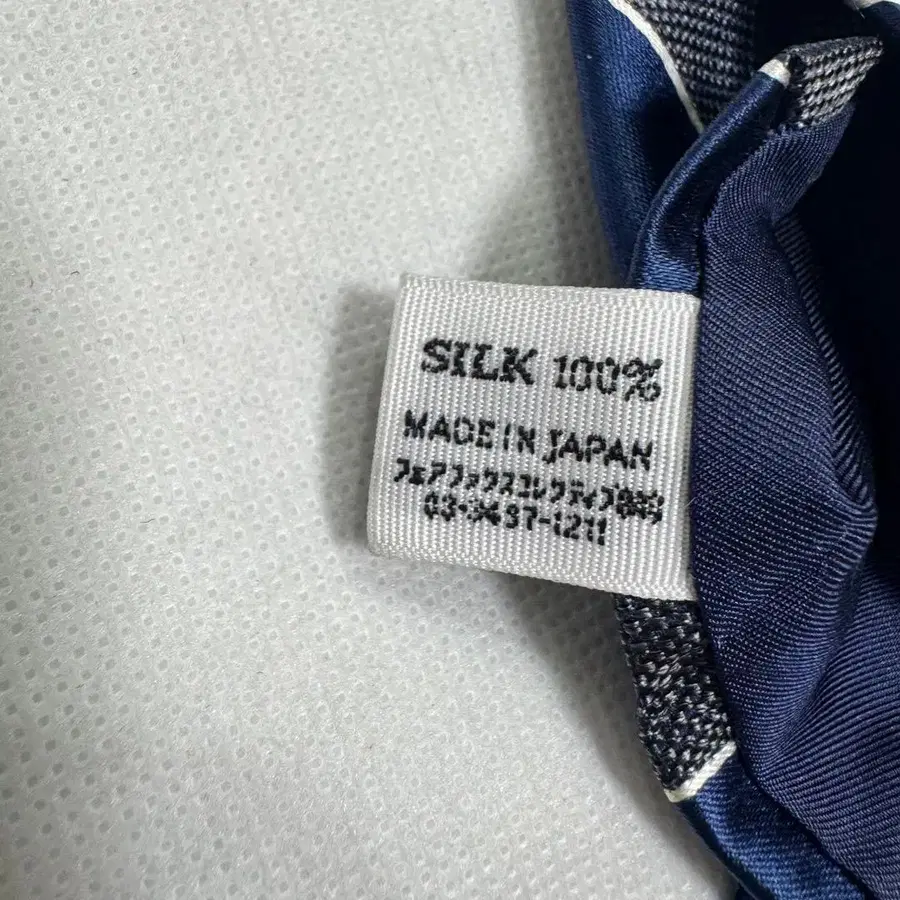 SILK 100%
MADE IN JAPAN
フェアファックスコレクティブ㈱
03-3497-1211